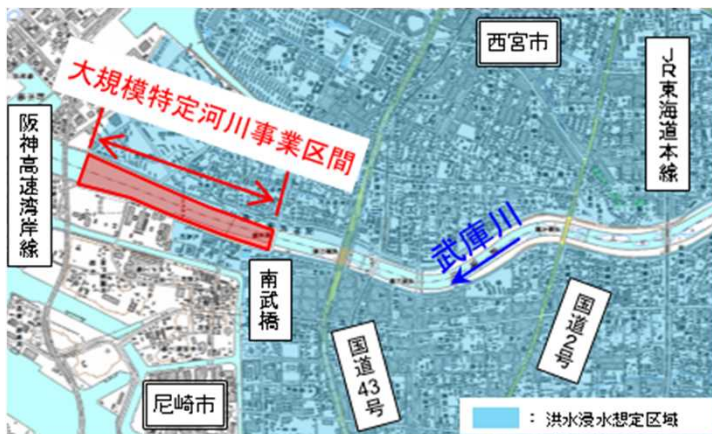 西宮市
JR東海道本線
大規模特定河川事業区間
阪神高速湾岸線
武庫川
南武橋
国道2号
国道43号
尼崎市
：洪水浸水想定区域